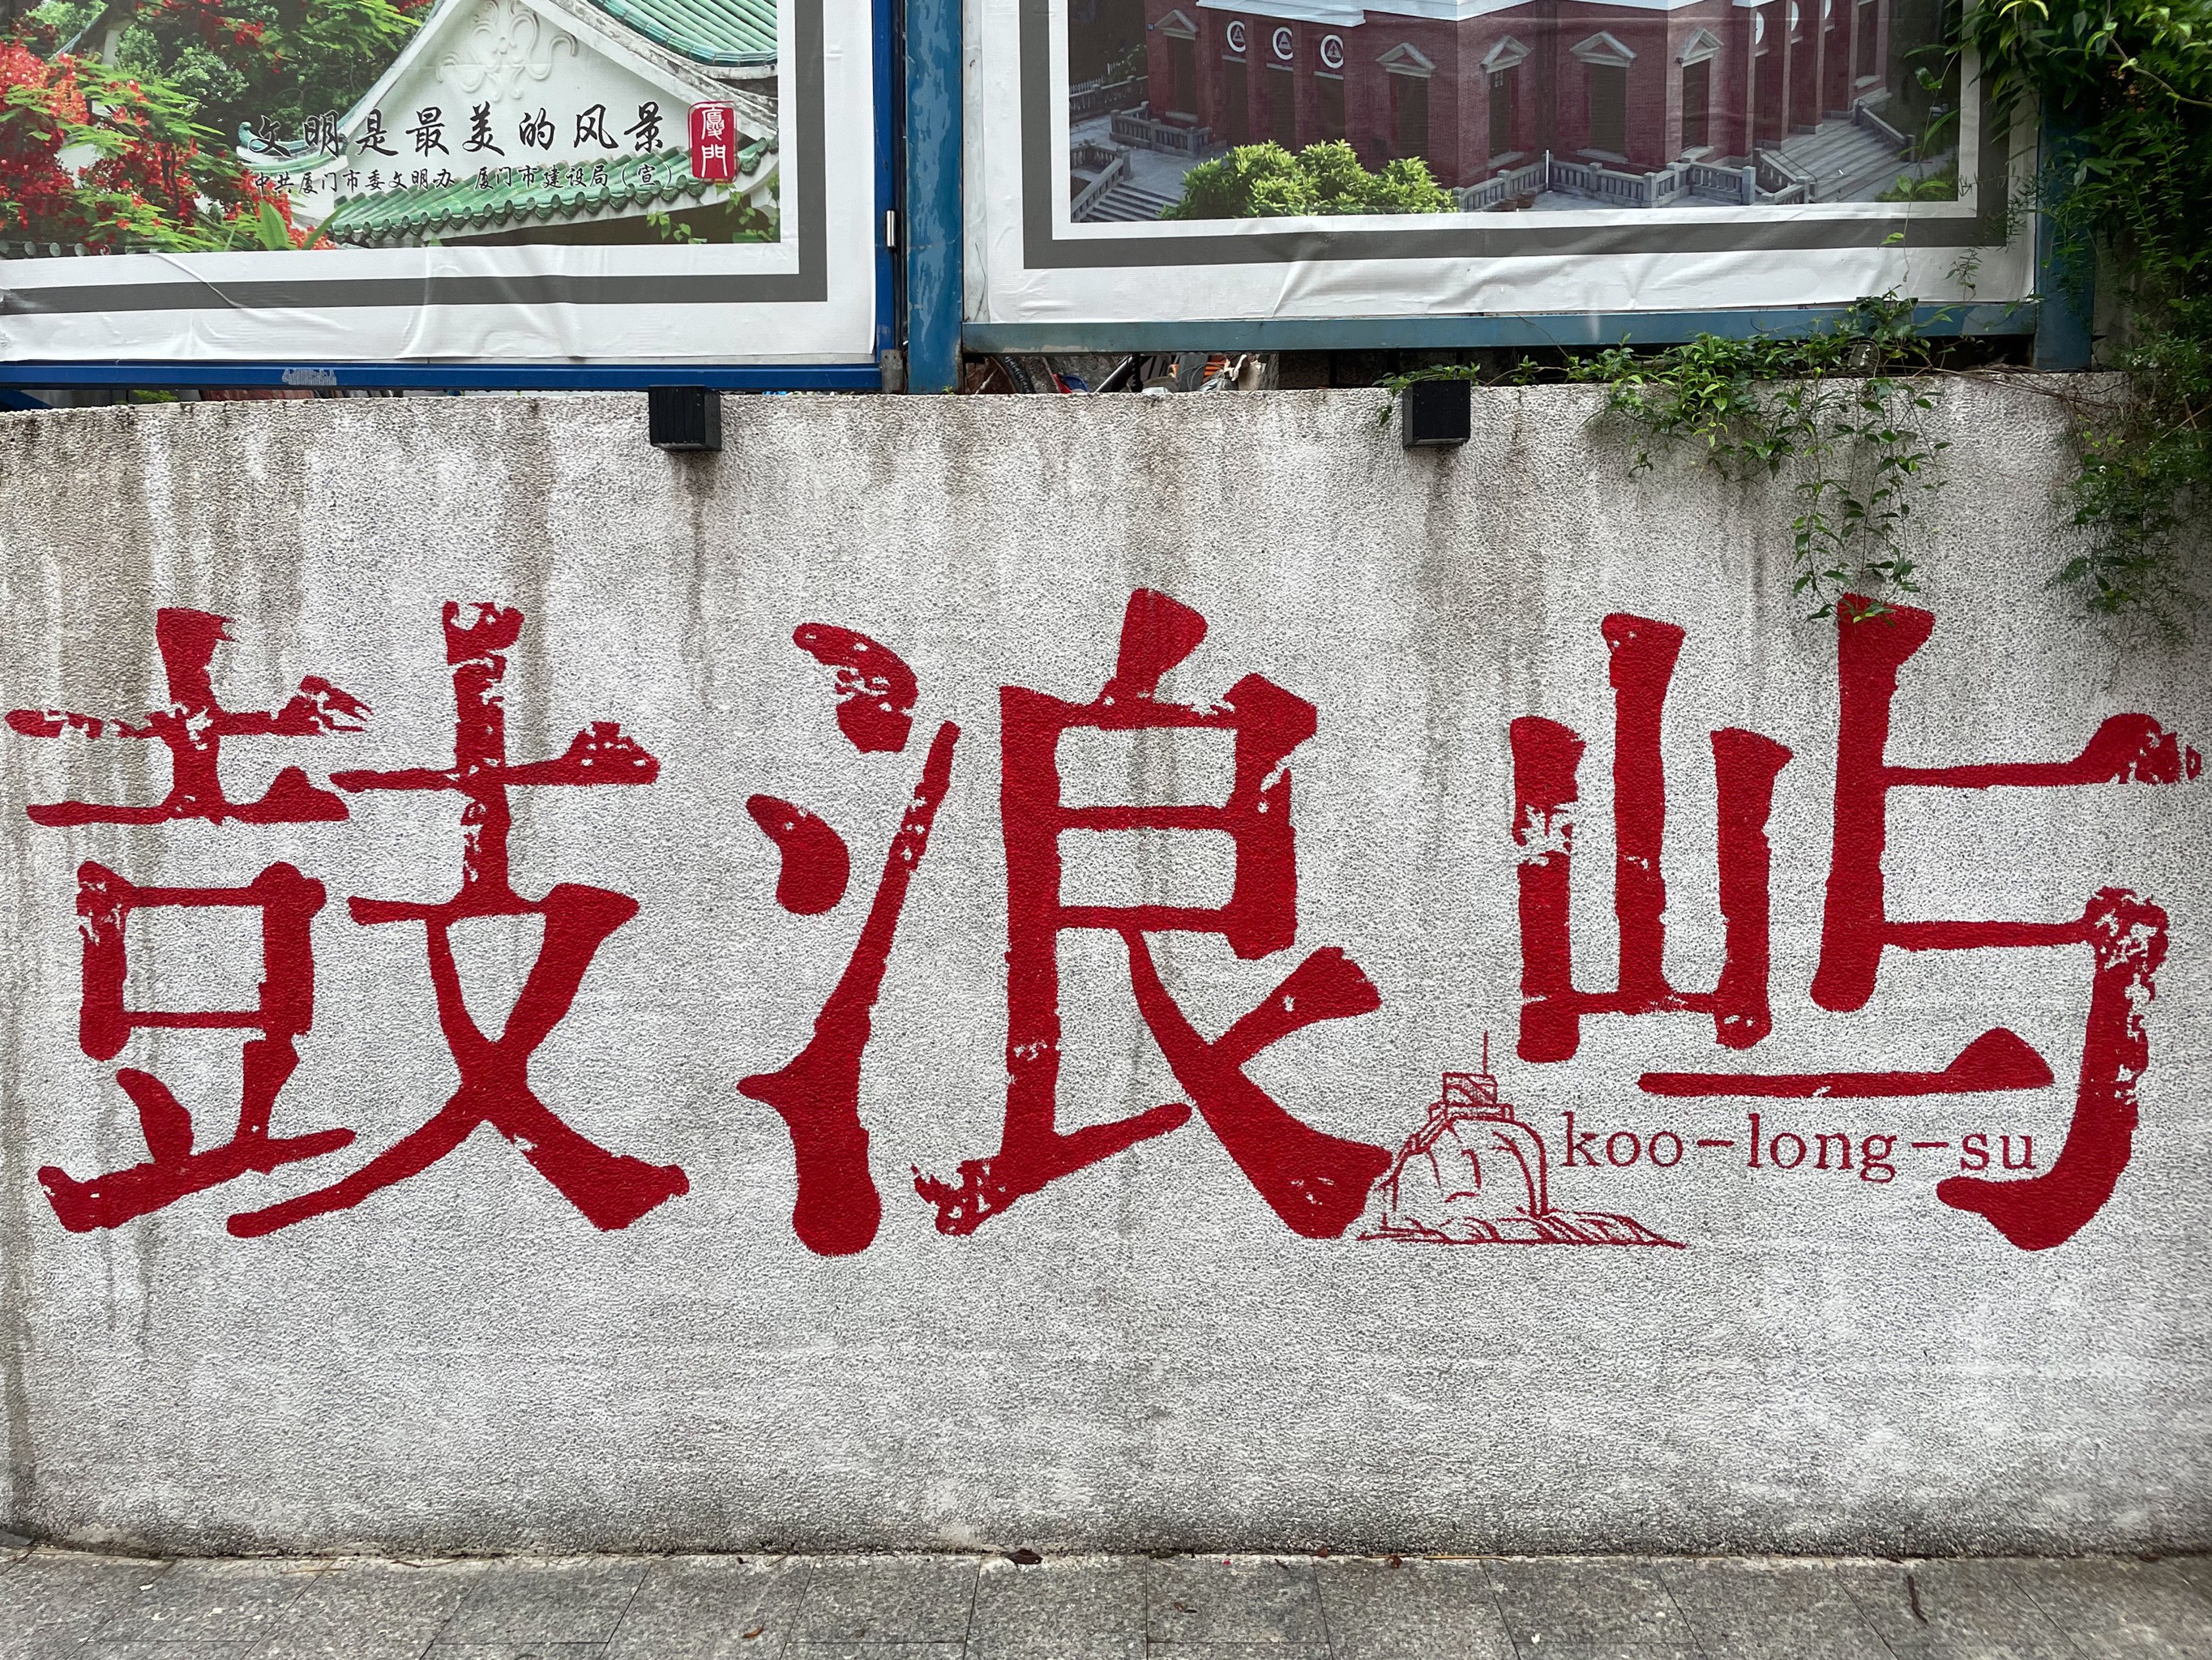 文明是最美的风景
厦門
中共厦门市委文明办 厦门市建设局（宣）
鼓浪屿
koo-long-su